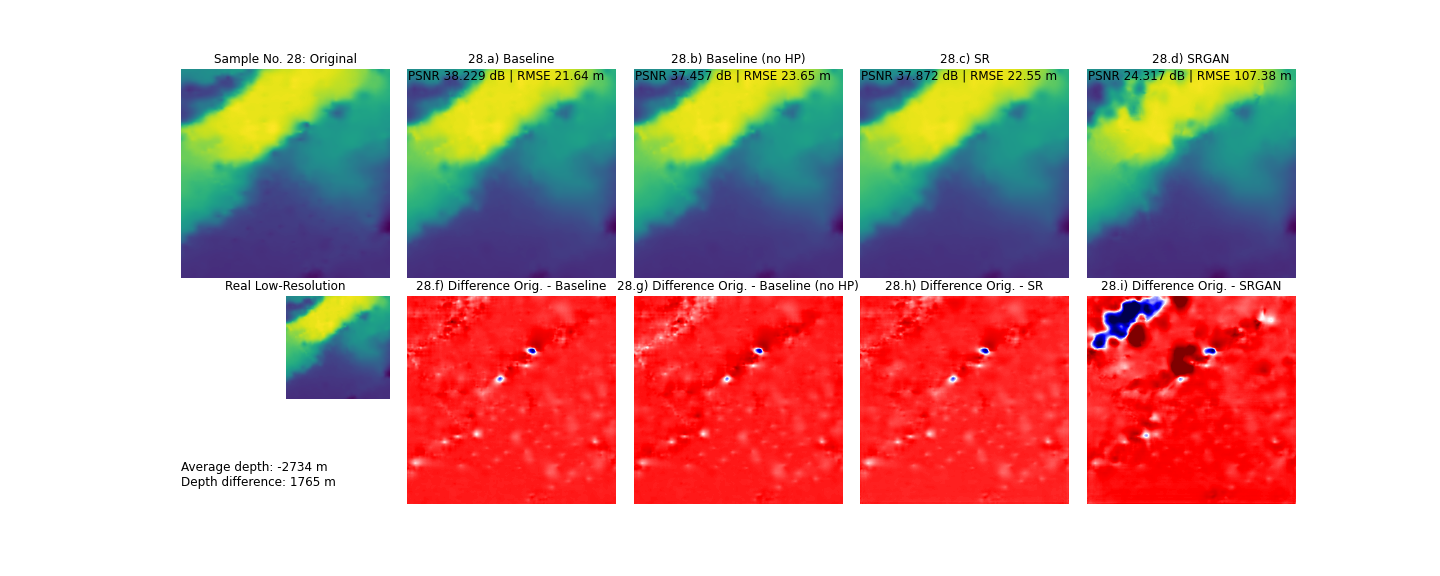 Sample No. 28: Original
28.a) Baseline
28.b) Baseline (no HP)
28.c) SR
28.d) SRGAN
PSNR 38.229 dB | RMSE 21.64 m
PSNR 37.457 dB | RMSE 23.65 m
PSNR 37.872 dB | RMSE 22.55 m
PSNR 24.317 dB | RMSE 107.38 m
Real Low-Resolution
28.f) Difference Orig. - Baseline
28.g) Difference Orig. - Baseline (no HP)
28.h) Difference Orig. - SR
28.i) Difference Orig. - SRGAN
Average depth: -2734 m
Depth difference: 1765 m